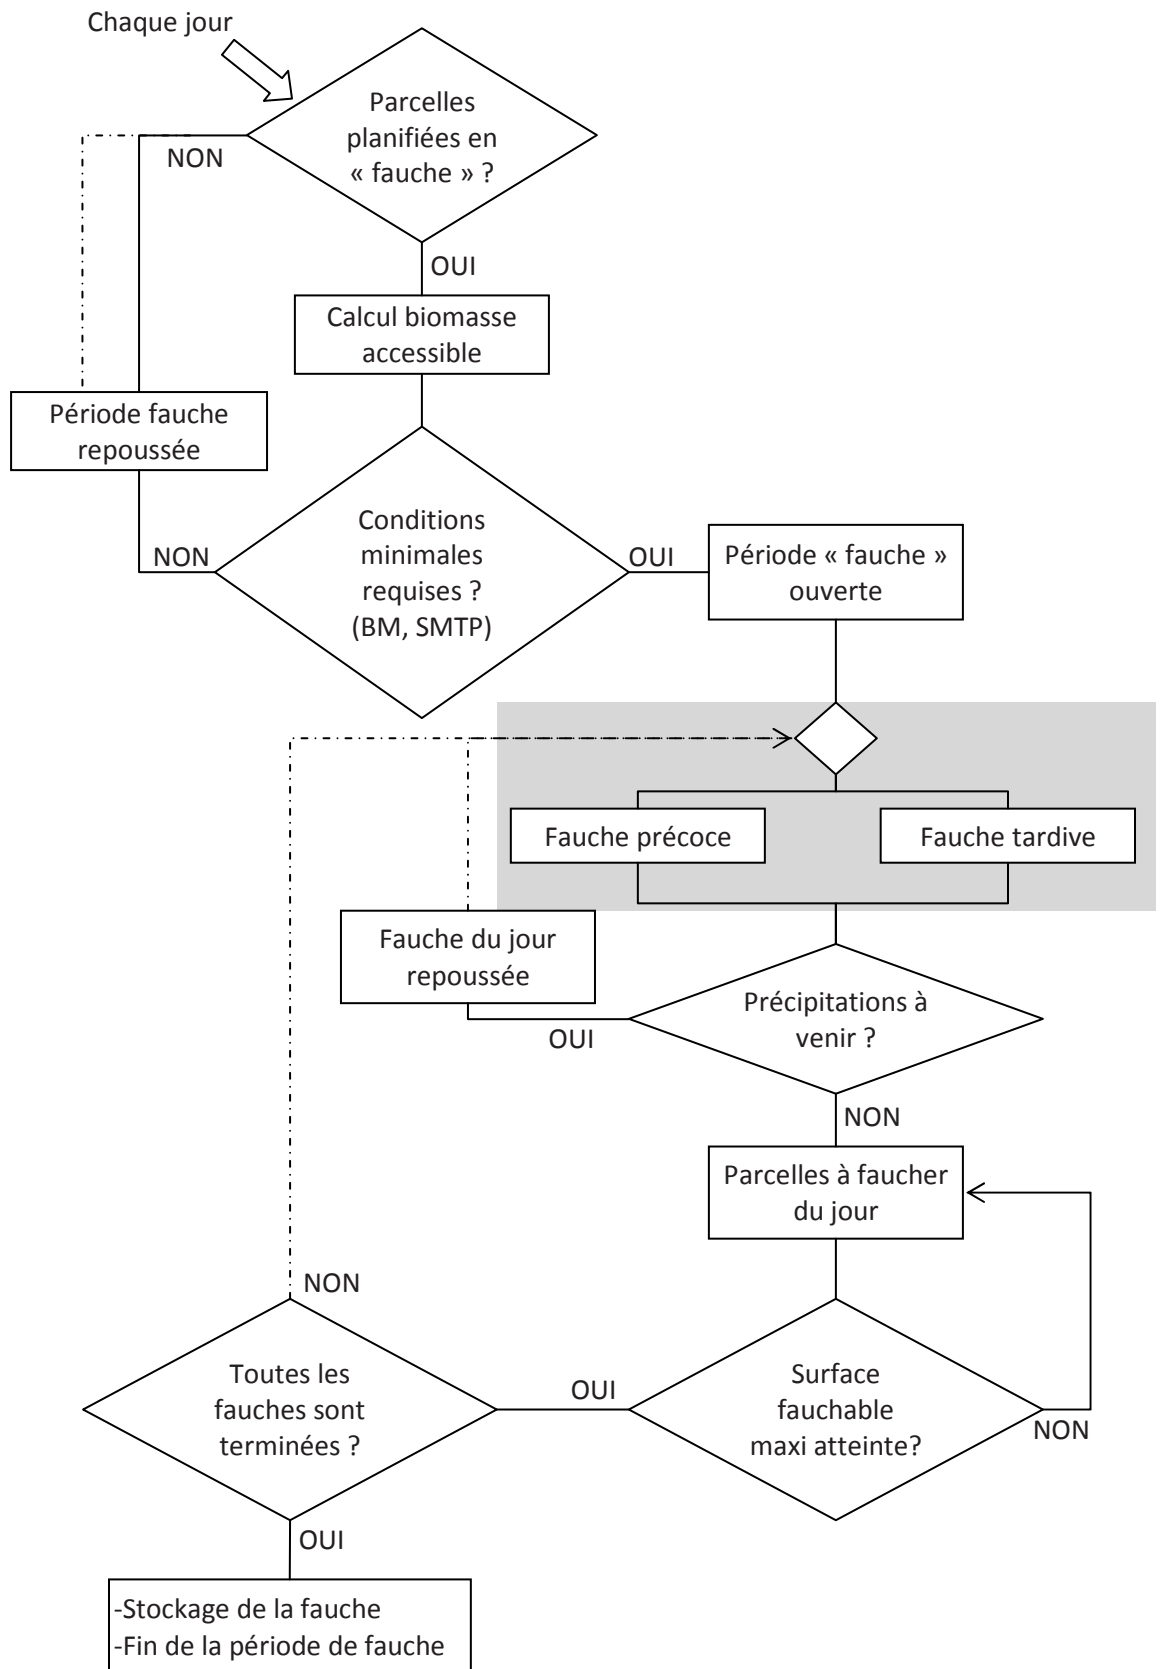 Chaque jour
Parcelles
planifiées en
« fauche » ?
NON
OUI
Calcul biomasse
accessible
Période fauche
repoussée
Conditions
minimales
requises ?
(BM, SMTP)
NON
OUI
Période « fauche »
ouverte
Fauche précoce
Fauche tardive
Fauche du jour
repoussée
Précipitations à
venir ?
OUI
NON
Parcelles à faucher
du jour
NON
Toutes les
fauches sont
terminées ?
OUI
Surface
fauchable
maxi atteinte?
NON
OUI
-Stockage de la fauche
-Fin de la période de fauche